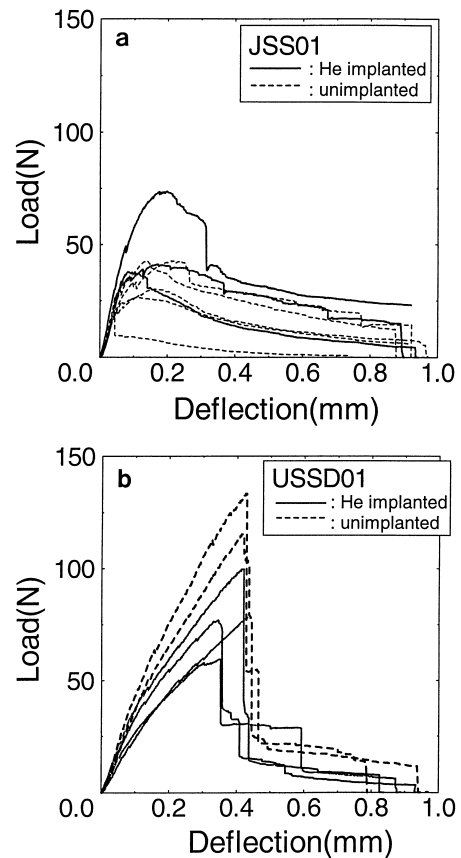 150
a
JSS01
: He implanted
: unimplanted
100
Load(N)
50
0
0.0 0.2 0.4 0.6 0.8 1.0
Deflection(mm)
150
b
USSD01
: He implanted
: unimplanted
100
Load(N)
50
0.0 0.2 0.4 0.6 0.8 1.0
Deflection(mm)